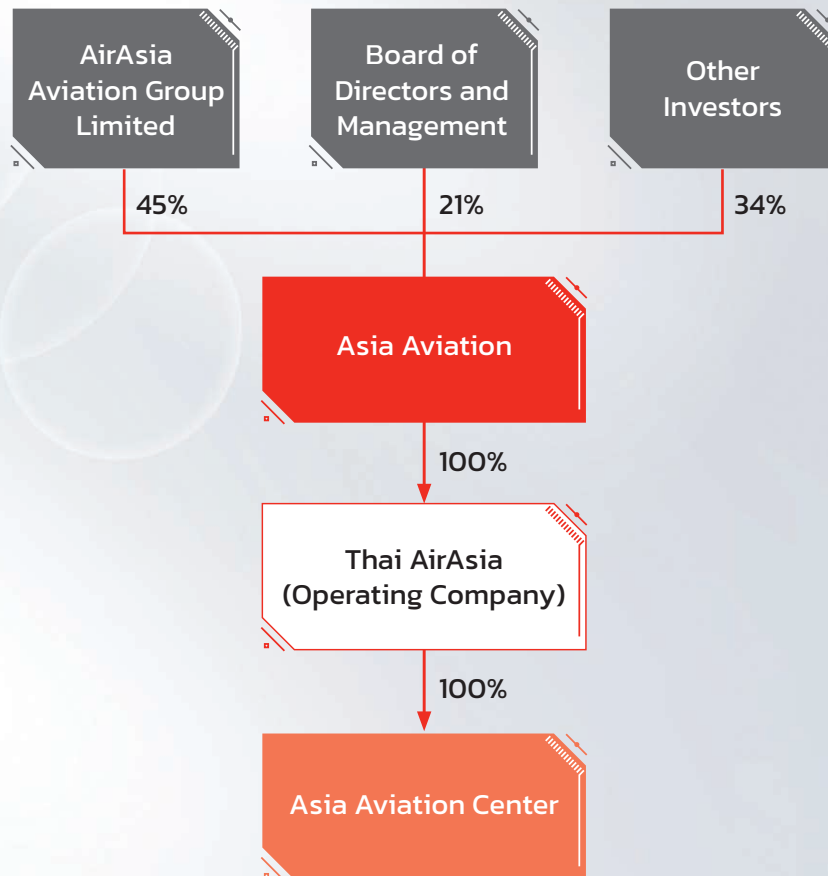 AirAsia
Aviation Group
Limited
Board of
Directors and
Management
Other
Investors
45%
21%
34%
Asia Aviation
100%
Thai AirAsia
(Operating Company)
100%
Asia Aviation Center